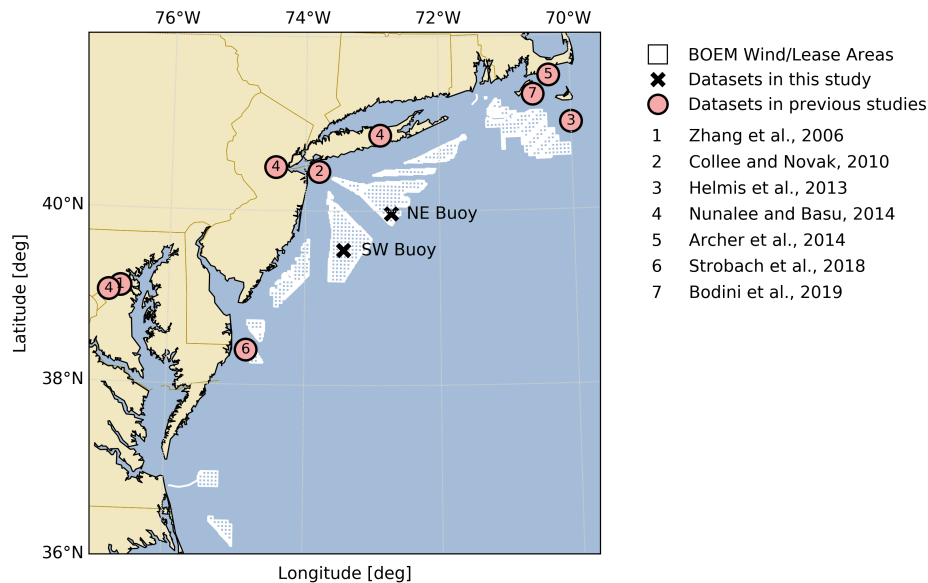 76°W 74°W 72°W 70°W
BOEM Wind/Lease Areas
Datasets in this study
Datasets in previous studies
1 Zhang et al., 2006
2 Collee and Novak, 2010
3 Helmis et al., 2013
4 Nunalee and Basu, 2014
5 Archer et al., 2014
6 Strobach et al., 2018
7 Bodini et al., 2019
5
7
3
4
4
2
40°N
NE Buoy
SW Buoy
1
4
6
38°N
36°N
Latitude [deg]
Longitude [deg]